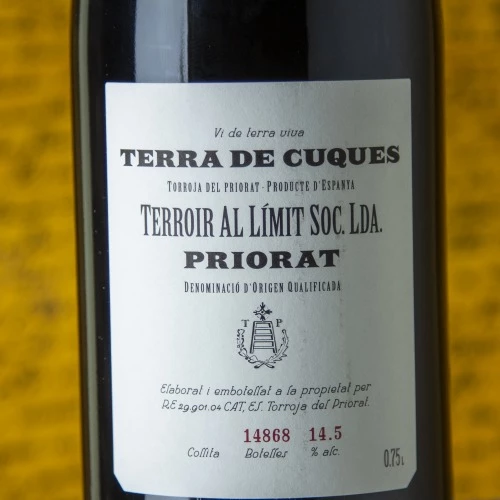 Vi de terra viva
TERRA DE CUQUES
TORROJA DEL PRIORAT · PRODUCTE D'ESPANYA
TERROIR AL LÍMIT SOC. LDA.
PRIORAT
DENOMINACIÓ D'ORIGEN QUALIFICADA
T P
Elaborat i embotellat a la propietat per
R.E 29.901.04 CAT, ES. Torroja del Priorat.
14868 14.5
Collita Botelles % alc. 0.75 L